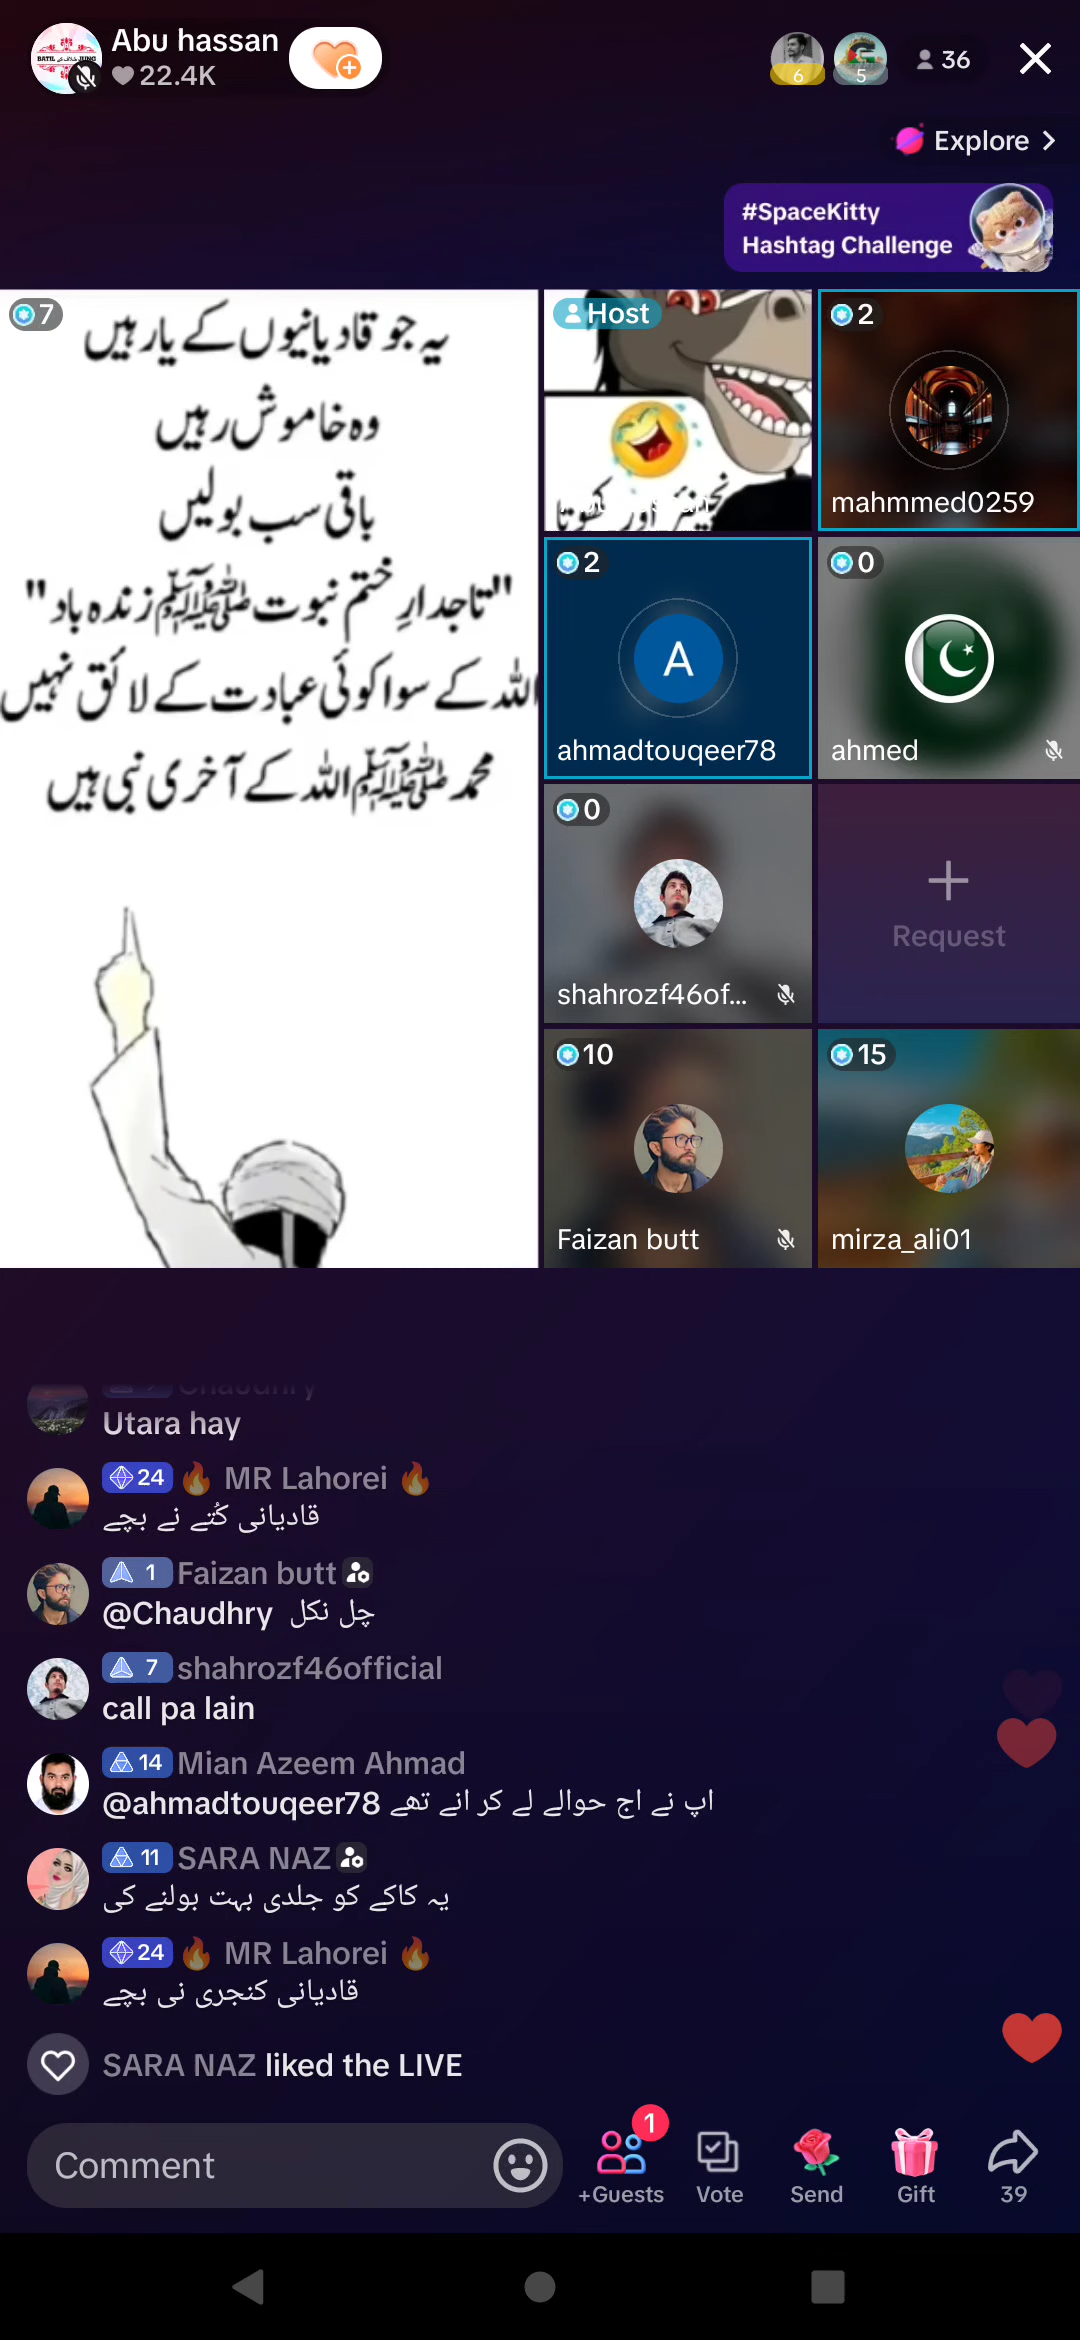 Abu hassan
22.4K
6
5
36
Explore
#SpaceKitty
Hashtag Challenge
7
یہ جو قادیانیوں کے یار ہیں
وہ خاموش رہیں
باقی سب بولیں
"تاجدارِ ختم نبوت ﷺ زندہ باد"
اللہ کے سوا کوئی عبادت کے لائق نہیں
محمد ﷺ اللہ کے آخری نبی ہیں
Host
2
mahmmed0259
2
ahmadtouqeer78
0
ahmed
0
shahrozf46of...
Request
10
Faizan butt
15
mirza_ali01
Chaudhry
Utara hay
24 🔥 MR Lahorei 🔥
قادیانی کُتے نے بچے
1 Faizan butt
@Chaudhry چل نکل
7 shahrozf46official
call pa lain
14 Mian Azeem Ahmad
@ahmadtouqeer78 اپ نے اج حوالے لے کر انے تھے
11 SARA NAZ
یہ کاکے کو جلدی بہت بولنے کی
24 🔥 MR Lahorei 🔥
قادیانی کنجری نی بچے
SARA NAZ liked the LIVE
Comment
1
+Guests
Vote
Send
Gift
39